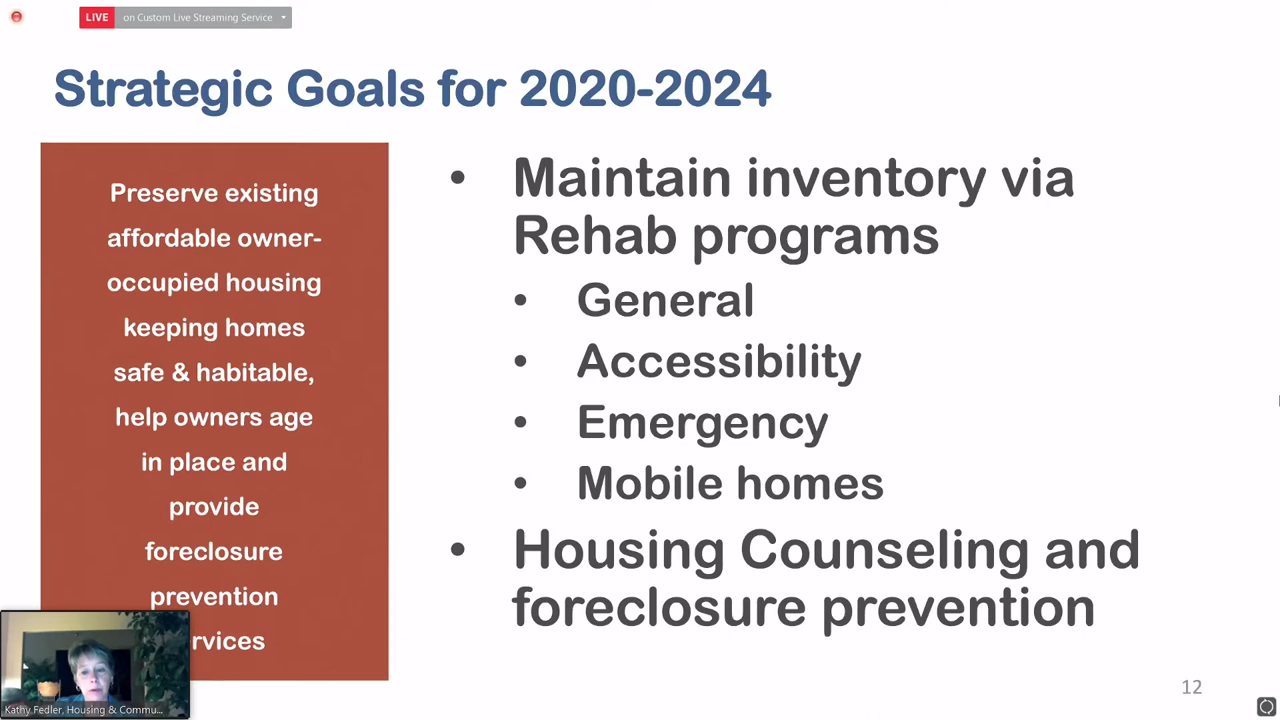 LIVE on Custom Live Streaming Service
Strategic Goals for 2020-2024
Preserve existing
affordable owner-
occupied housing
keeping homes
safe & habitable,
help owners age
in place and
provide
foreclosure
prevention
rvices
• Maintain inventory via
Rehab programs
• General
• Accessibility
• Emergency
• Mobile homes
• Housing Counseling and
foreclosure prevention
Kathy Fedler, Housing & Commu...
12